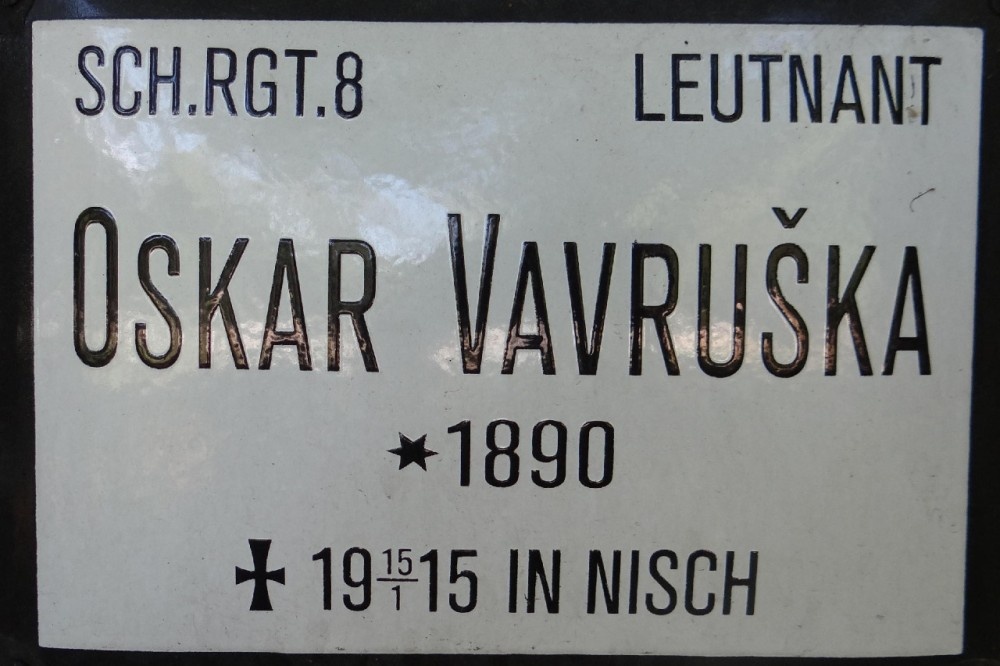 SCH.RGT.8 LEUTNANT
OSKAR VAVRUŠKA
✶1890
✠ 19 15/1 15 IN NISCH